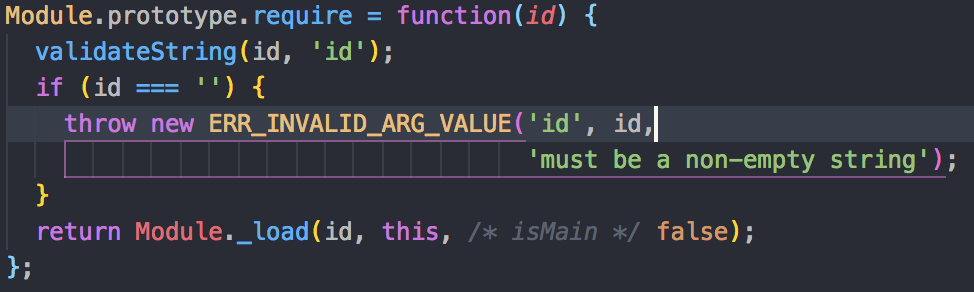 Module.prototype.require = function(id) {
  validateString(id, 'id');
  if (id === '') {
    throw new ERR_INVALID_ARG_VALUE('id', id,
                                    'must be a non-empty string');
  }
  return Module._load(id, this, /* isMain */ false);
};